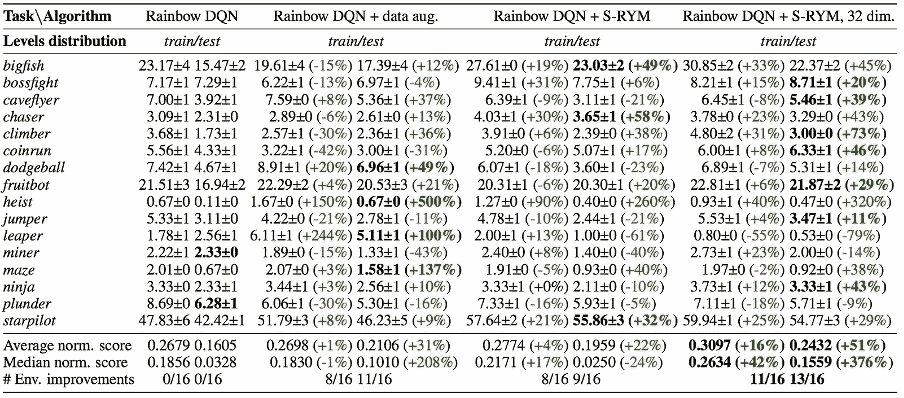 Task\Algorithm Rainbow DQN Rainbow DQN + data aug. Rainbow DQN + S-RYM Rainbow DQN + S-RYM, 32 dim.
Levels distribution train/test train/test train/test train/test
bigfish 23.17±4 15.47±2 19.61±4 (-15%) 17.39±4 (+12%) 27.61±0 (+19%) 23.03±2 (+49%) 30.85±2 (+33%) 22.37±2 (+45%)
bossfight 7.17±1 7.29±1 6.22±1 (-13%) 6.97±1 (-4%) 9.41±1 (+31%) 7.75±1 (+6%) 8.21±1 (+15%) 8.71±1 (+20%)
caveflyer 7.00±1 3.92±1 7.59±0 (+8%) 5.36±1 (+37%) 6.39±1 (-9%) 3.11±1 (-21%) 6.45±1 (-8%) 5.46±1 (+39%)
chaser 3.09±1 2.31±0 2.89±0 (-6%) 2.61±0 (+13%) 4.03±1 (+30%) 3.65±1 (+58%) 3.78±0 (+23%) 3.29±0 (+43%)
climber 3.68±1 1.73±1 2.57±1 (-30%) 2.36±1 (+36%) 3.91±0 (+6%) 2.39±0 (+38%) 4.80±2 (+31%) 3.00±0 (+73%)
coinrun 5.56±1 4.33±1 3.22±1 (-42%) 3.00±1 (-31%) 5.20±0 (-6%) 5.07±1 (+17%) 6.00±1 (+8%) 6.33±1 (+46%)
dodgeball 7.42±1 4.67±1 8.91±1 (+20%) 6.96±1 (+49%) 6.07±1 (-18%) 3.60±1 (-23%) 6.89±1 (-7%) 5.31±1 (+14%)
fruitbot 21.51±3 16.94±2 22.29±2 (+4%) 20.53±3 (+21%) 20.31±1 (-6%) 20.30±1 (+20%) 22.81±1 (+6%) 21.87±2 (+29%)
heist 0.67±0 0.11±0 1.67±0 (+150%) 0.67±0 (+500%) 1.27±0 (+90%) 0.40±0 (+260%) 0.93±1 (+40%) 0.47±0 (+320%)
jumper 5.33±1 3.11±0 4.22±0 (-21%) 2.78±1 (-11%) 4.78±1 (-10%) 2.44±1 (-21%) 5.53±1 (+4%) 3.47±1 (+11%)
leaper 1.78±1 2.56±1 6.11±1 (+244%) 5.11±1 (+100%) 2.00±1 (+13%) 1.00±0 (-61%) 0.80±0 (-55%) 0.53±0 (-79%)
miner 2.22±1 2.33±0 1.89±0 (-15%) 1.33±1 (-43%) 2.40±0 (+8%) 1.40±0 (-40%) 2.73±1 (+23%) 2.00±0 (-14%)
maze 2.01±0 0.67±0 2.07±0 (+3%) 1.58±1 (+137%) 1.91±0 (-5%) 0.93±0 (+40%) 1.97±0 (-2%) 0.92±0 (+38%)
ninja 3.33±0 2.33±1 3.44±1 (+3%) 2.56±1 (+10%) 3.33±1 (+0%) 2.11±0 (-10%) 3.73±1 (+12%) 3.33±1 (+43%)
plunder 8.69±0 6.28±1 6.06±1 (-30%) 5.30±1 (-16%) 7.33±1 (-16%) 5.93±1 (-5%) 7.11±1 (-18%) 5.71±1 (-9%)
starpilot 47.83±6 42.42±1 51.79±3 (+8%) 46.23±5 (+9%) 57.64±2 (+21%) 55.86±3 (+32%) 59.94±1 (+25%) 54.77±3 (+29%)
Average norm. score 0.2679 0.1605 0.2698 (+1%) 0.2106 (+31%) 0.2774 (+4%) 0.1959 (+22%) 0.3097 (+16%) 0.2432 (+51%)
Median norm. score 0.1856 0.0328 0.1830 (-1%) 0.1010 (+208%) 0.2171 (+17%) 0.0250 (-24%) 0.2634 (+42%) 0.1559 (+376%)
# Env. improvements 0/16 0/16 8/16 11/16 8/16 9/16 11/16 13/16